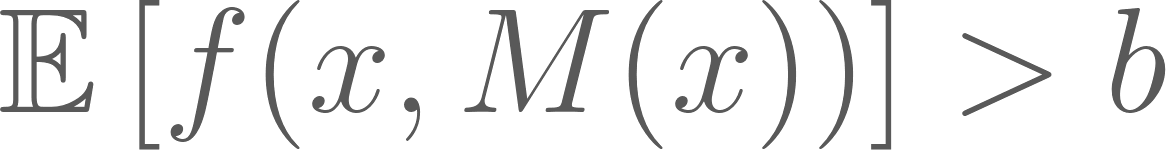 𝔼 [f(x, M(x))] > b